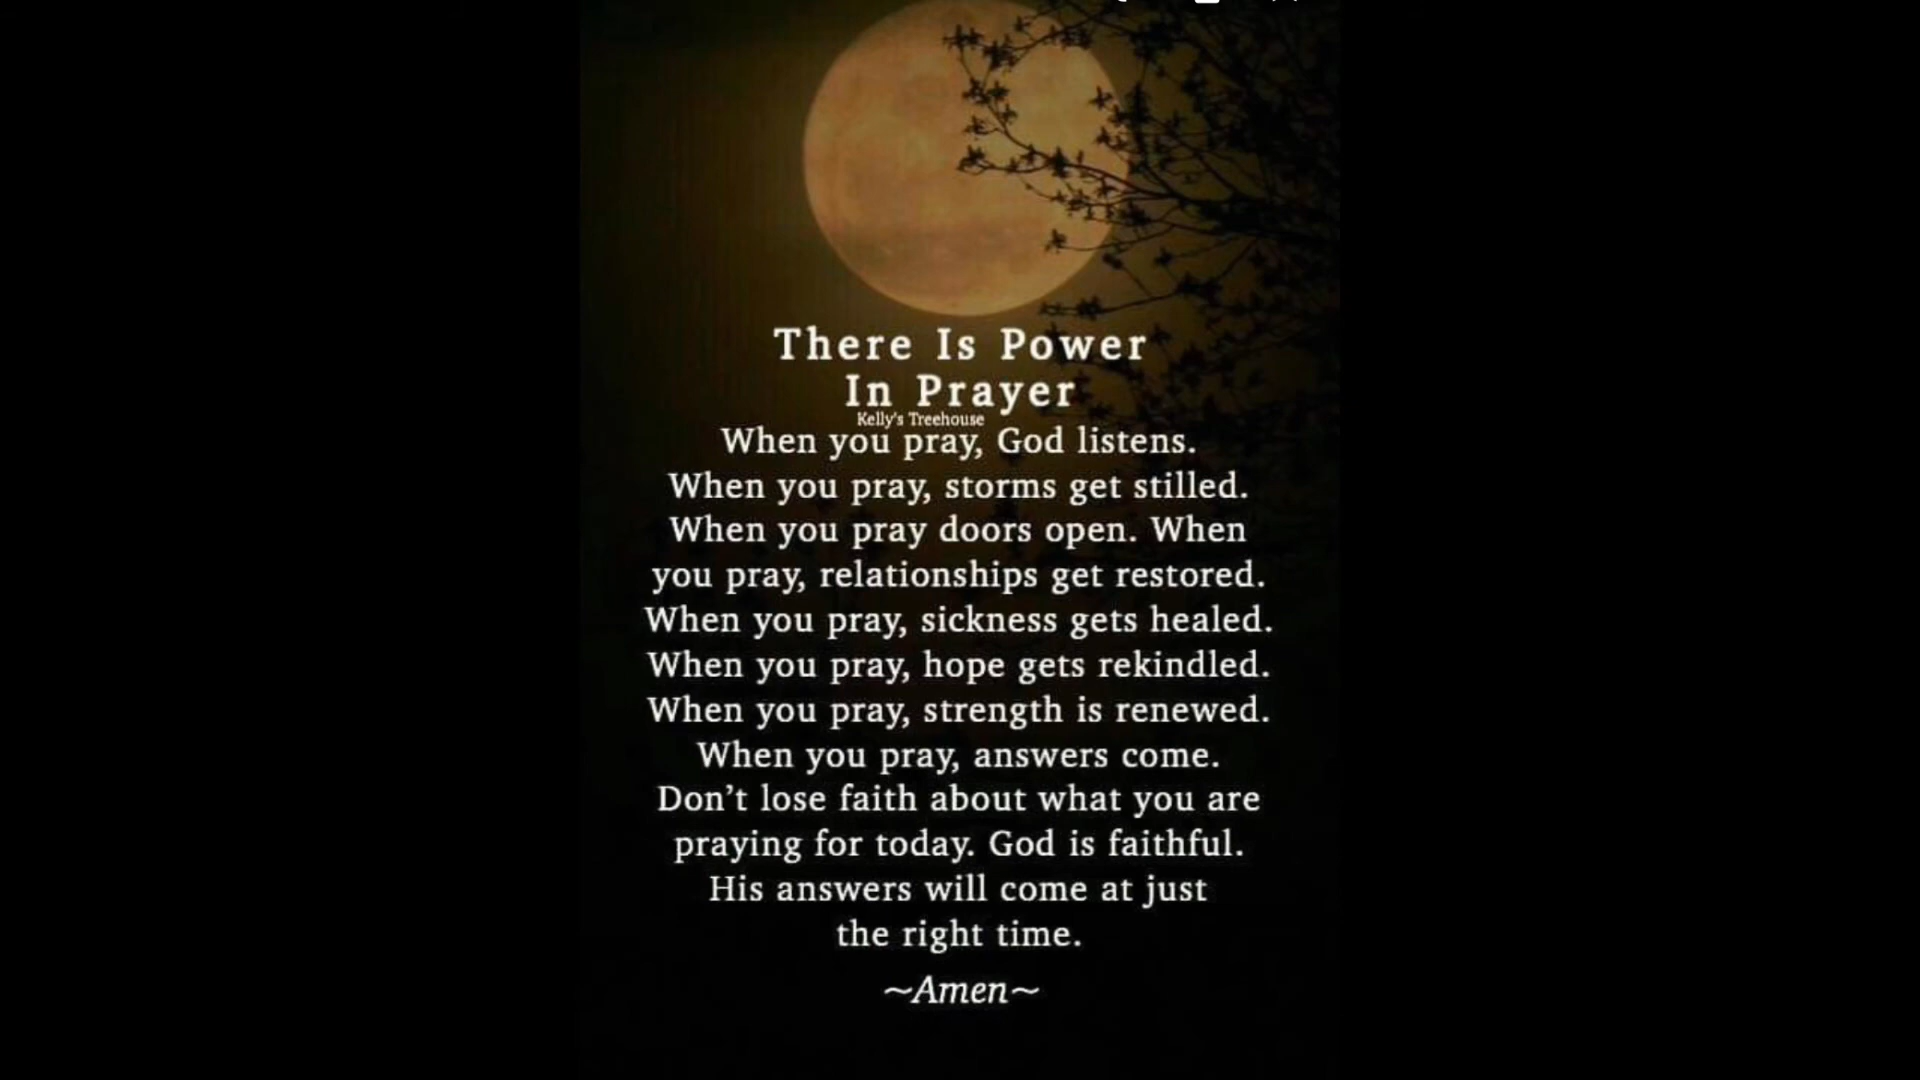 There Is Power
In Prayer
Kelly's Treehouse
When you pray, God listens.
When you pray, storms get stilled.
When you pray doors open. When
you pray, relationships get restored.
When you pray, sickness gets healed.
When you pray, hope gets rekindled.
When you pray, strength is renewed.
When you pray, answers come.
Don’t lose faith about what you are
praying for today. God is faithful.
His answers will come at just
the right time.
~Amen~